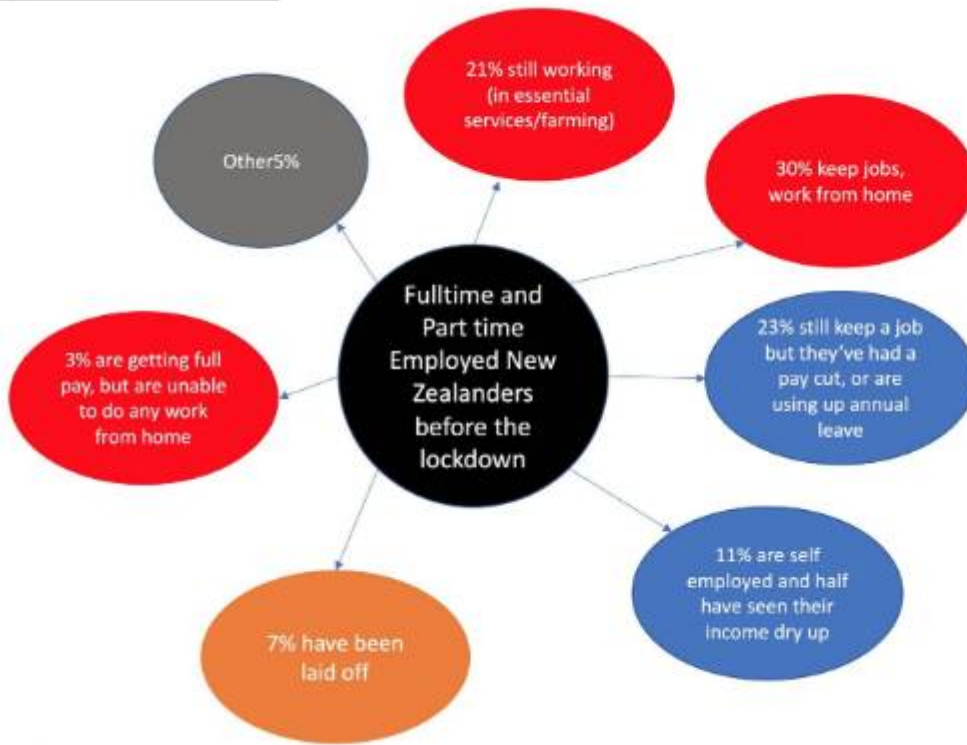 21% still working
(in essential
services/farming)
Other5%
30% keep jobs,
work from home
Fulltime and
Part time
Employed New
Zealanders
before the
lockdown
23% still keep a job
but they've had a
pay cut, or are
using up annual
leave
3% are getting full
pay, but are unable
to do any work
from home
11% are self
employed and half
have seen their
income dry up
7% have been
laid off